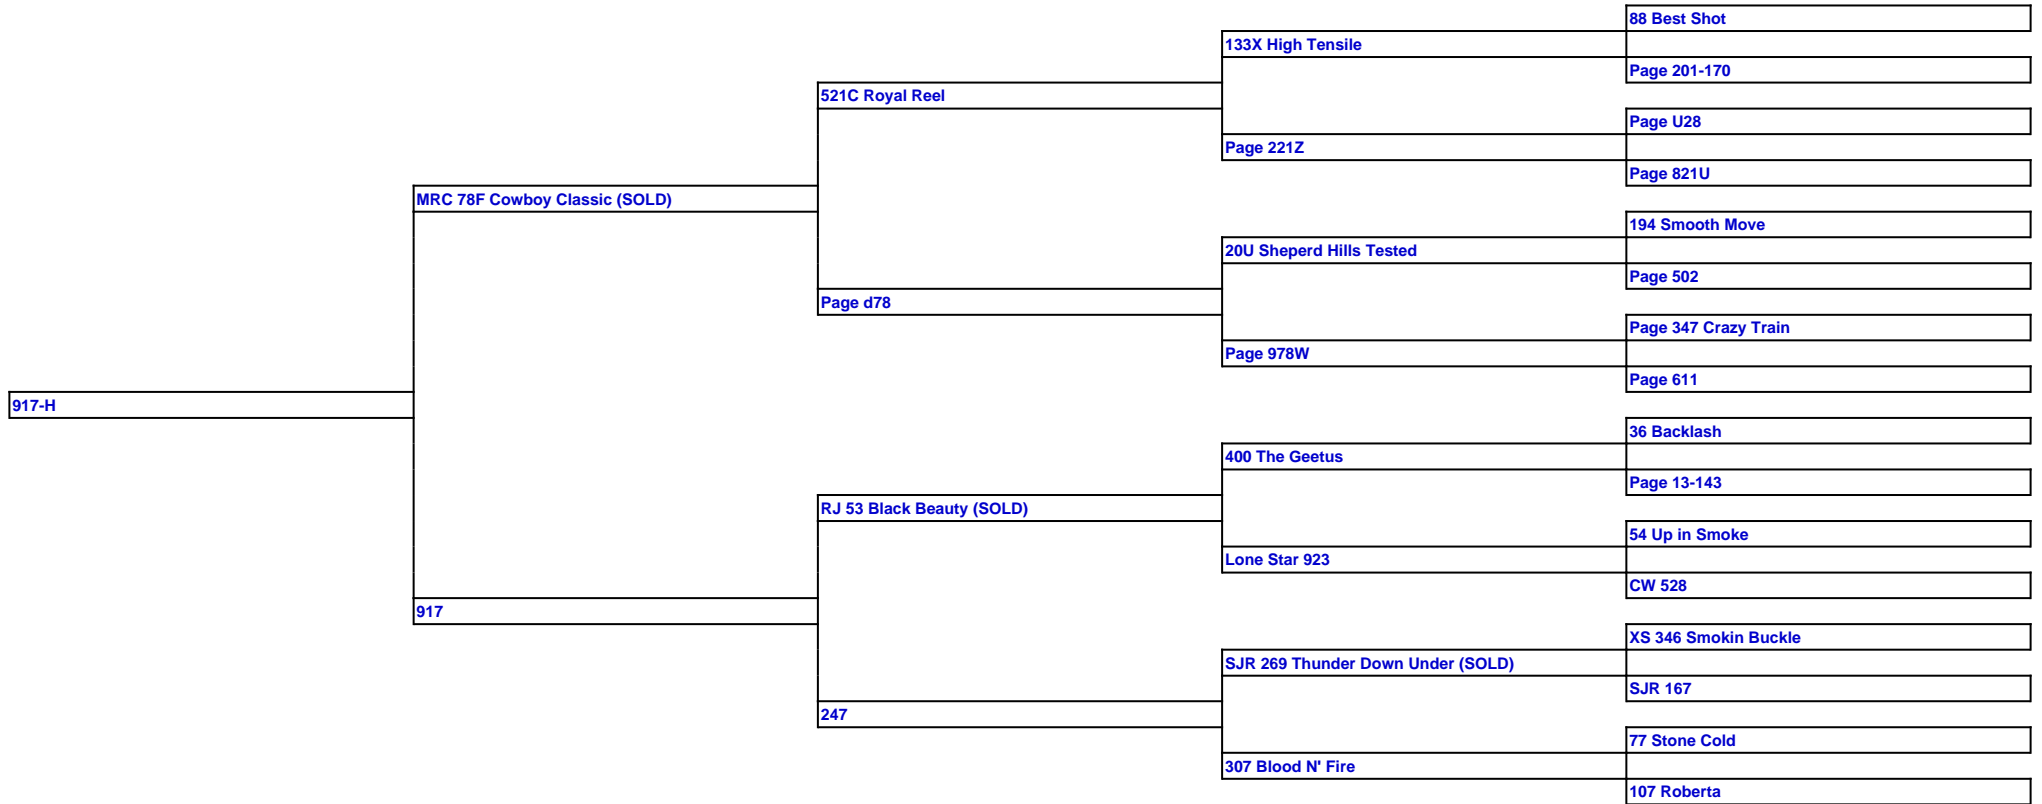 88 Best Shot
133X High Tensile
Page 201-170
521C Royal Reel
Page U28
Page 221Z
Page 821U
MRC 78F Cowboy Classic (SOLD)
194 Smooth Move
20U Sheperd Hills Tested
Page 502
Page d78
Page 347 Crazy Train
Page 978W
Page 611
917-H
36 Backlash
400 The Geetus
Page 13-143
RJ 53 Black Beauty (SOLD)
54 Up in Smoke
Lone Star 923
CW 528
917
XS 346 Smokin Buckle
SJR 269 Thunder Down Under (SOLD)
SJR 167
247
77 Stone Cold
307 Blood N' Fire
107 Roberta